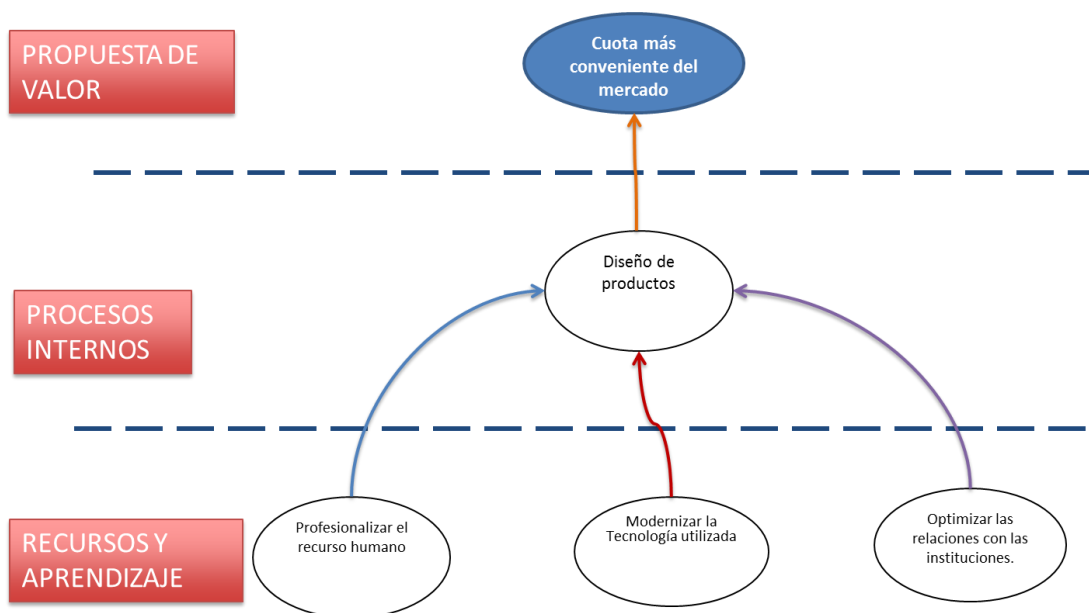 PROPUESTA DE
VALOR
Cuota más
conveniente del
mercado
Diseño de
productos
PROCESOS
INTERNOS
RECURSOS Y
APRENDIZAJE
Profesionalizar el
recurso humano
Modernizar la
Tecnología utilizada
Optimizar las
relaciones con las
instituciones.